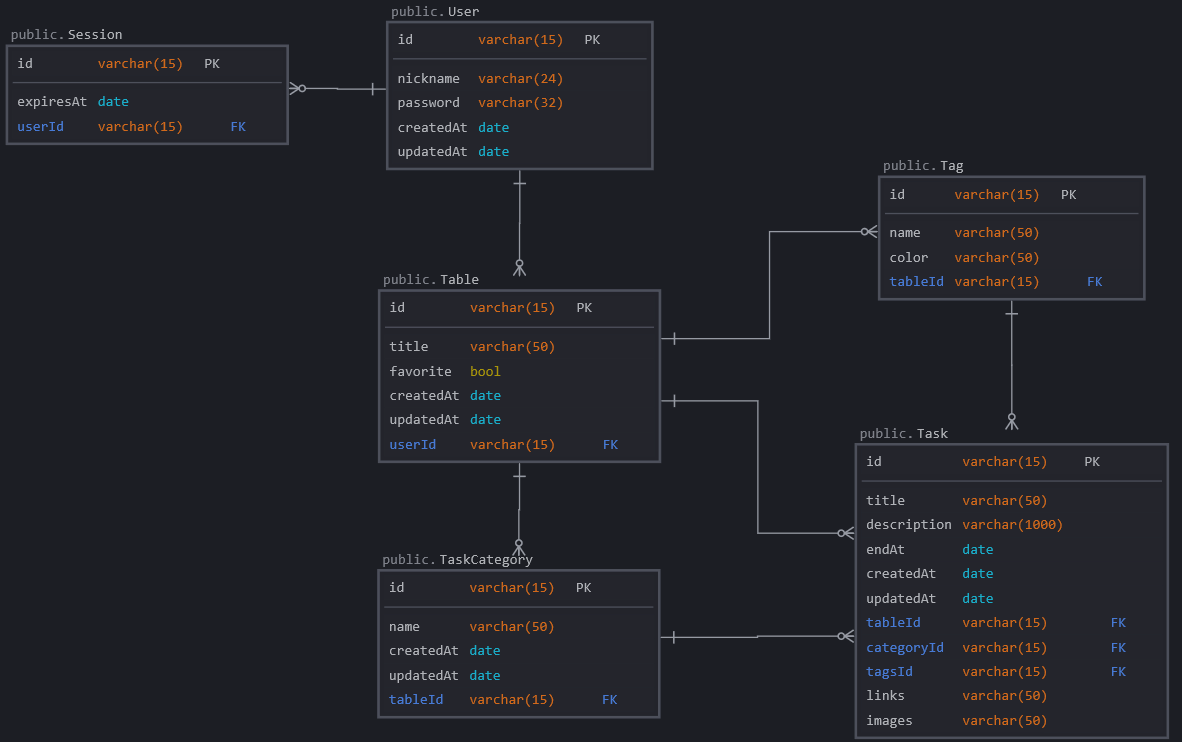 public.Session
id varchar(15) PK
expiresAt date
userId varchar(15) FK
public.User
id varchar(15) PK
nickname varchar(24)
password varchar(32)
createdAt date
updatedAt date
public.Table
id varchar(15) PK
title varchar(50)
favorite bool
createdAt date
updatedAt date
userId varchar(15) FK
public.TaskCategory
id varchar(15) PK
name varchar(50)
createdAt date
updatedAt date
tableId varchar(15) FK
public.Tag
id varchar(15) PK
name varchar(50)
color varchar(50)
tableId varchar(15) FK
public.Task
id varchar(15) PK
title varchar(50)
description varchar(1000)
endAt date
createdAt date
updatedAt date
tableId varchar(15) FK
categoryId varchar(15) FK
tagsId varchar(15) FK
links varchar(50)
images varchar(50)